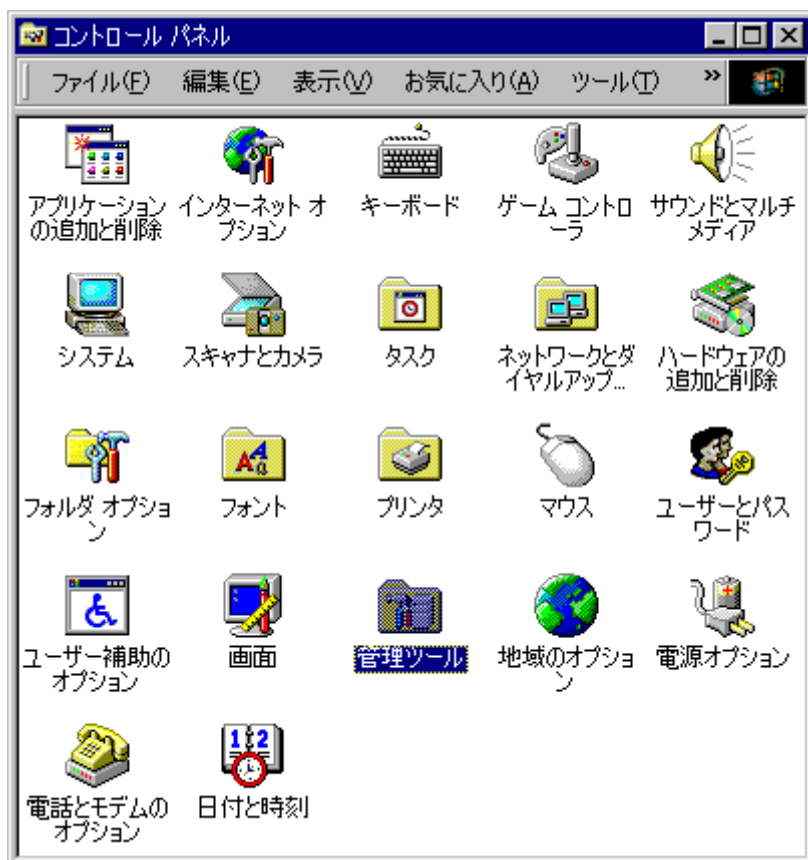 コントロール パネル
ファイル(F) 編集(E) 表示(V) お気に入り(A) ツール(T) »
アプリケーション
の追加と削除
インターネット オ
プション
キーボード
ゲーム コントロ
ーラ
サウンドとマルチ
メディア
システム
スキャナとカメラ
タスク
ネットワークとダ
イヤルアップ...
ハードウェアの
追加と削除
フォルダ オプショ
ン
フォント
プリンタ
マウス
ユーザーとパス
ワード
ユーザー補助の
オプション
画面
管理ツール
地域のオプショ
ン
電源オプション
電話とモデムの
オプション
日付と時刻